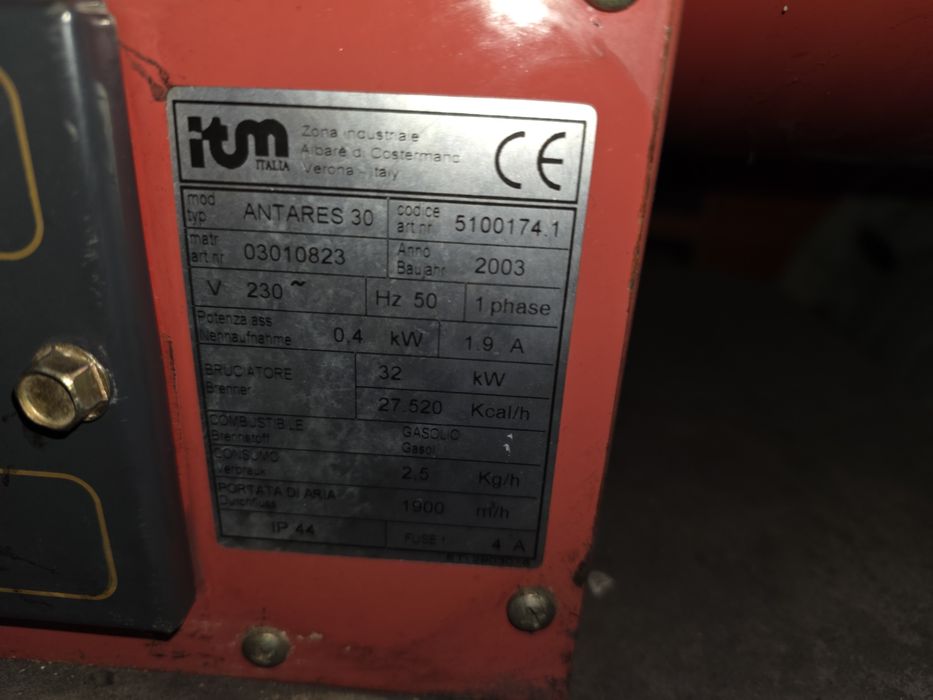 itm
ITALIA
Zona industriale
Albarè di Costermano
Verona - Italy
CE
mod
typ
ANTARES 30
codice
art.nr
5100174.1
matr
art.nr
03010823
Anno
Baujahr
2003
V 230 ~
Hz 50
1 phase
Potenza ass
Nennaufnahme
0,4 kW
1.9 A
BRUCIATORE
Brenner
32 kW
27.520 Kcal/h
COMBUSTIBILE
Brennstoff
GASOLIO
Gasol
CONSUMO
Verbrauk
2,5 Kg/h
PORTATA DI ARIA
Durchfluss
1900 m³/h
IP 44
FUSE 1 4 A